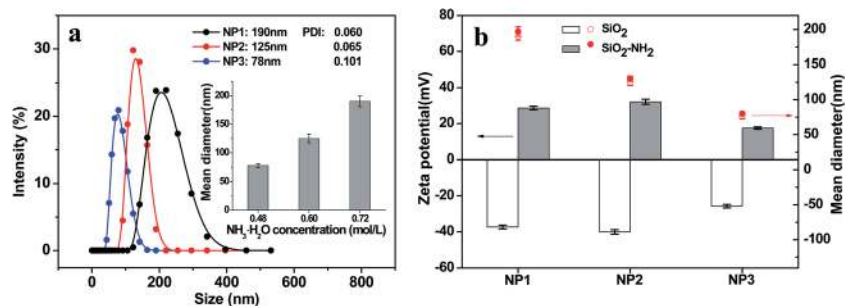 a
NP1: 190nm PDI: 0.060
NP2: 125nm 0.065
NP3: 78nm 0.101
Intensity (%)
30
20
10
0
0 100 200 300 400 500 600
Size (nm)
Mean diameter(nm)
200
150
100
50
0
0.48 0.60 0.72
NH3·H2O concentration (mol/L)
b
SiO2
SiO2-NH2
Zeta potential(mV)
80
60
40
20
0
-20
-40
-60
NP1 NP2 NP3
200
150
100
50
0
-50
-100
Mean diameter(nm)